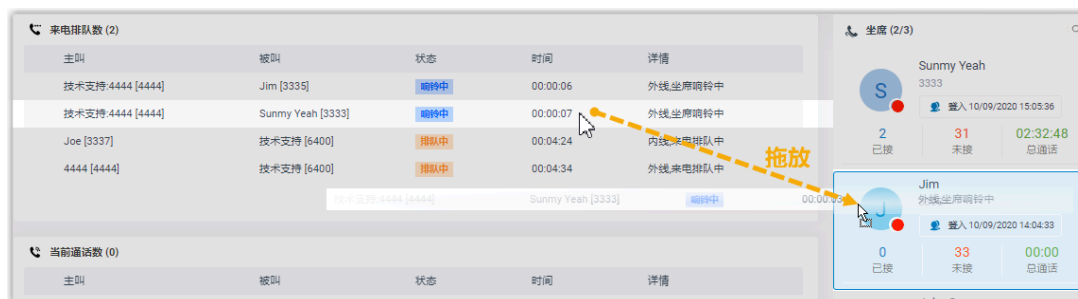 来电排队数 (2)
主叫 被叫 状态 时间 详情
技术支持:4444 [4444] Jim [3335] 响铃中 00:00:06 外线,坐席响铃中
技术支持:4444 [4444] Sunmy Yeah [3333] 响铃中 00:00:07 外线,坐席响铃中
Joe [3337] 技术支持 [6400] 排队中 00:04:24 内线,来电排队中
4444 [4444] 技术支持 [6400] 排队中 00:04:34 外线,来电排队中
技术支持:4444 [4444] Sunmy Yeah [3333] 响铃中 00:00:03
拖放
当前通话数 (0)
主叫 被叫 状态 时间 详情
坐席 (2/3)
S
Sunmy Yeah
3333
登入 10/09/2020 15:05:36
2 31 02:32:48
已接 未接 总通话
J
Jim
外线,坐席响铃中
登入 10/09/2020 14:04:33
0 33 00:00
已接 未接 总通话